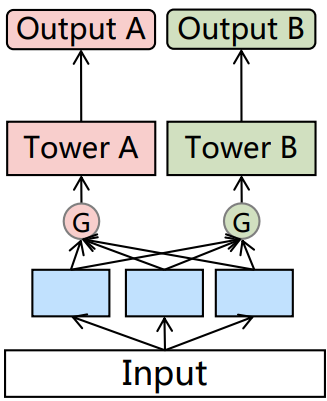 Output A Output B
Tower A Tower B
G G
Input